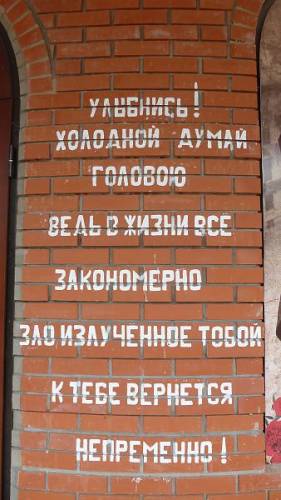 УЛЫБНИСЬ!
ХОЛОДНОЙ ДУМАЙ
ГОЛОВОЮ
ВЕДЬ В ЖИЗНИ ВСЕ
ЗАКОНОМЕРНО
ЗЛО ИЗЛУЧЕННОЕ ТОБОЙ
К ТЕБЕ ВЕРНЕТСЯ
НЕПРЕМЕННО!